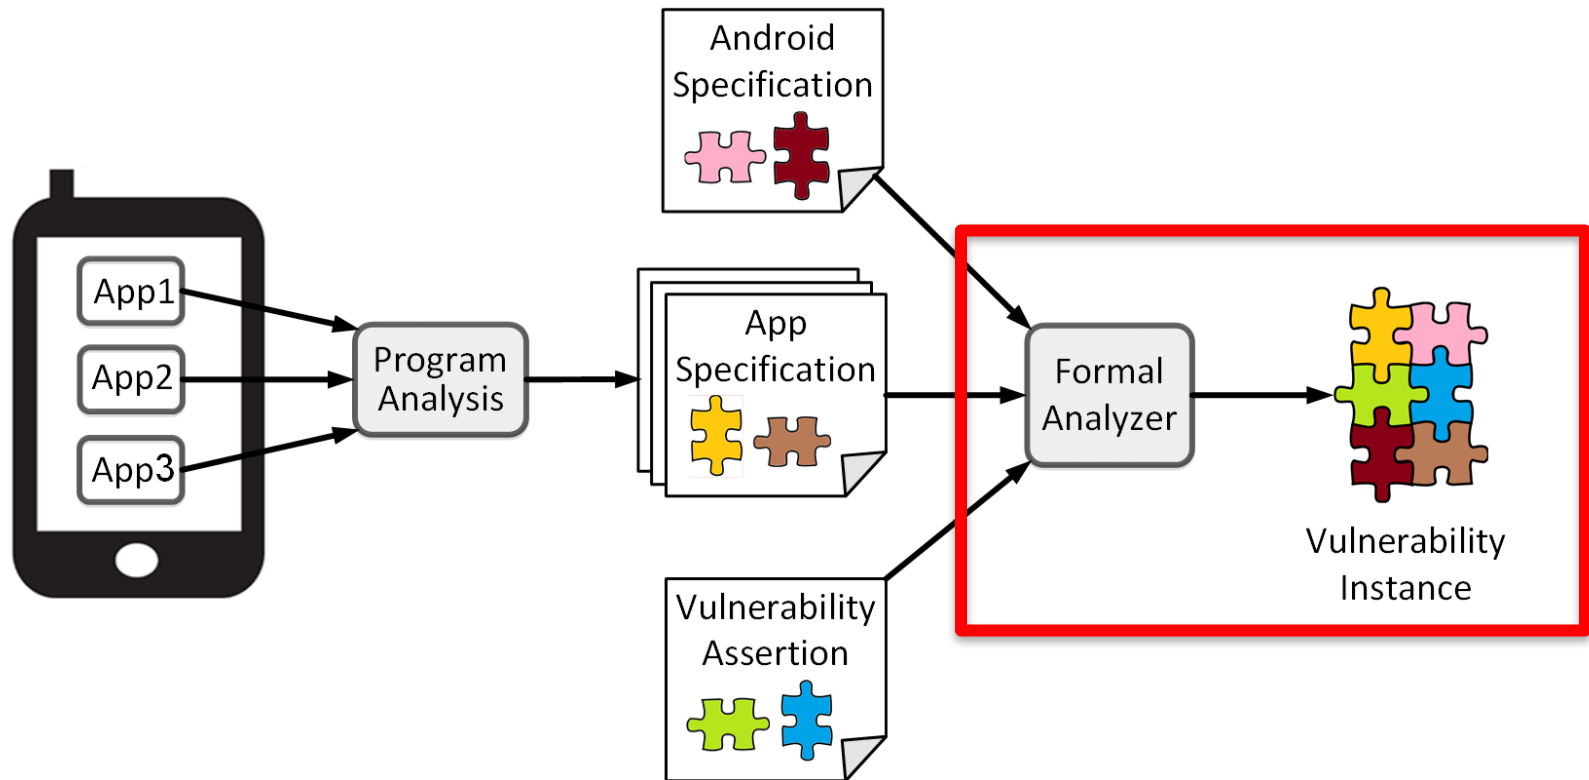 Android
Specification
App1
App2
App3
Program
Analysis
App
Specification
Formal
Analyzer
Vulnerability
Instance
Vulnerability
Assertion